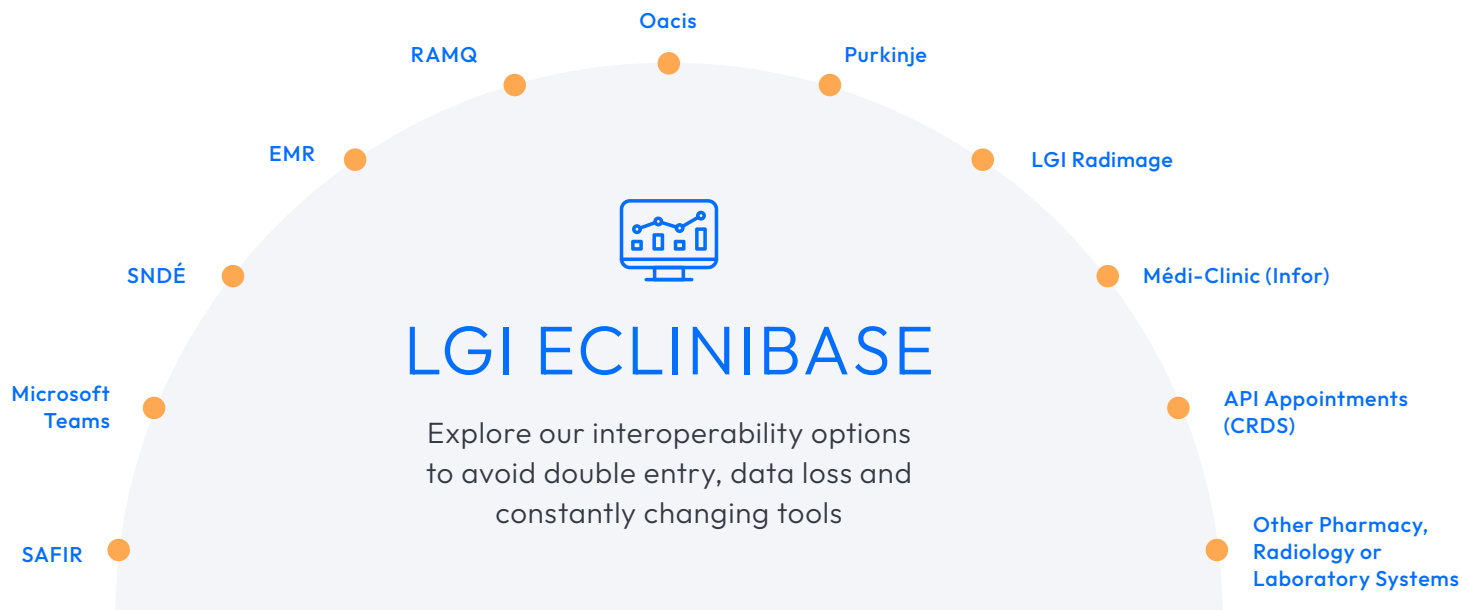 Oacis
RAMQ
Purkinje
EMR
LGI Radimage
SNDÉ
Médi-Clinic (Infor)
LGI ECLINIBASE
Microsoft
Teams
API Appointments
(CRDS)
Explore our interoperability options
to avoid double entry, data loss and
constantly changing tools
SAFIR
Other Pharmacy,
Radiology or
Laboratory Systems